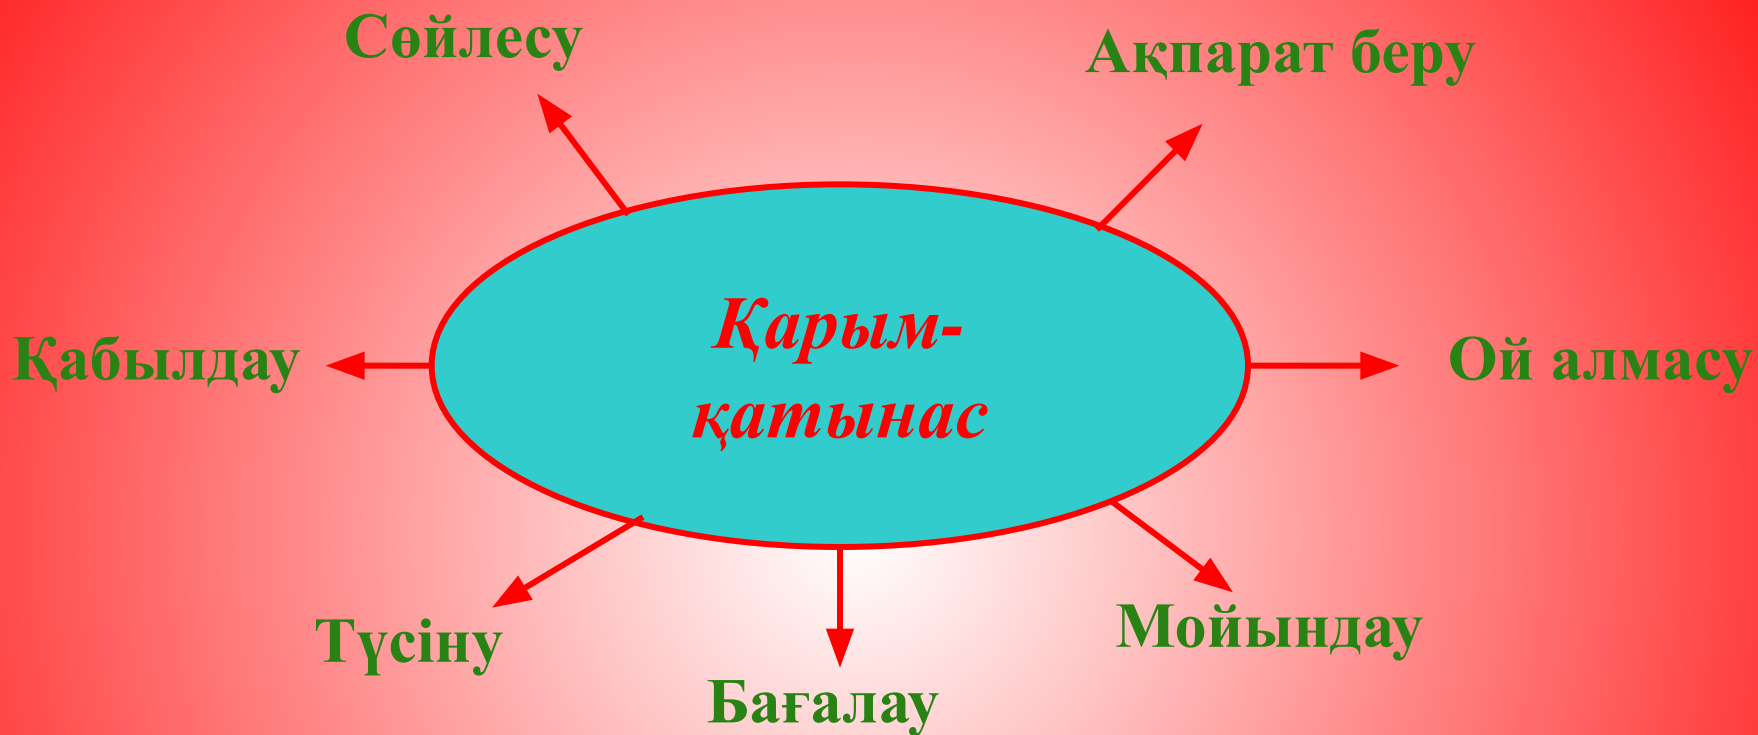 Сөйлесу
Ақпарат беру
Қарым-
қатынас
Қабылдау
Ой алмасу
Түсіну
Мойындау
Бағалау